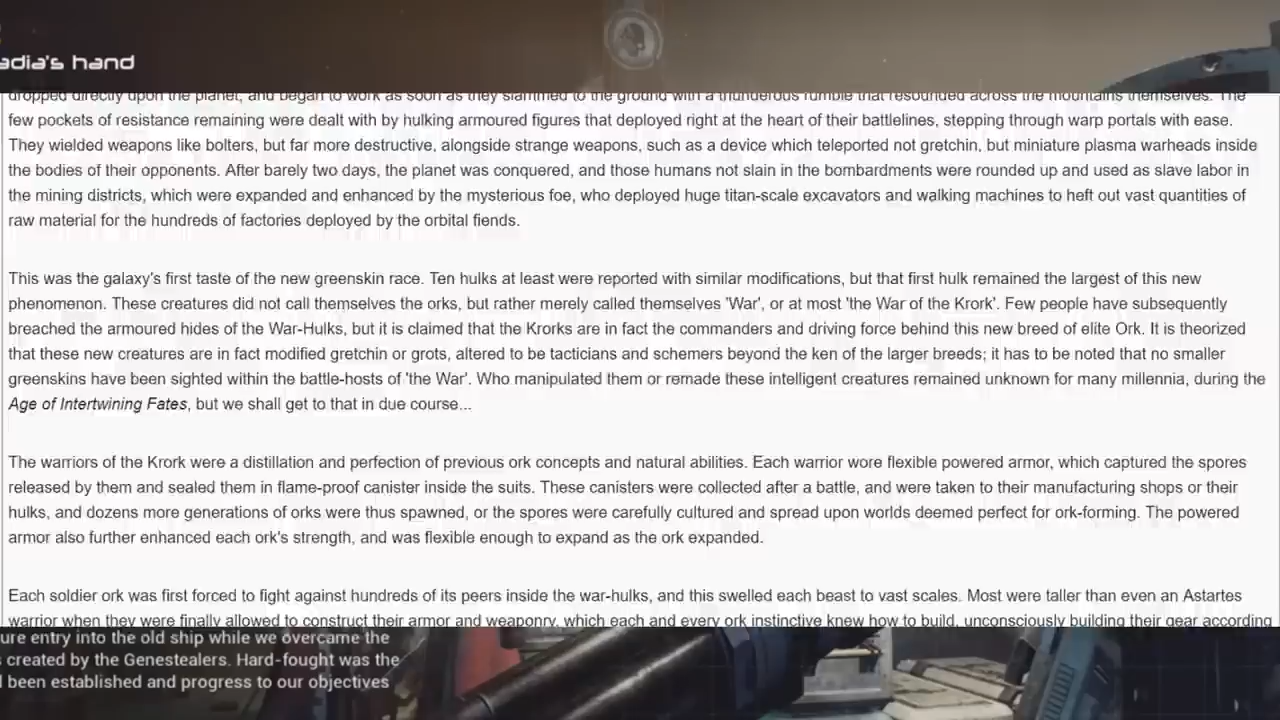 adia's hand
dropped directly upon the planet, and began to work as soon as they slammed to the ground with a thunderous rumble that resounded across the mountains themselves. The
few pockets of resistance remaining were dealt with by hulking armoured figures that deployed right at the heart of their battlelines, stepping through warp portals with ease.
They wielded weapons like bolters, but far more destructive, alongside strange weapons, such as a device which teleported not gretchin, but miniature plasma warheads inside
the bodies of their opponents. After barely two days, the planet was conquered, and those humans not slain in the bombardments were rounded up and used as slave labor in
the mining districts, which were expanded and enhanced by the mysterious foe, who deployed huge titan-scale excavators and walking machines to heft out vast quantities of
raw material for the hundreds of factories deployed by the orbital fiends.
This was the galaxy's first taste of the new greenskin race. Ten hulks at least were reported with similar modifications, but that first hulk remained the largest of this new
phenomenon. These creatures did not call themselves the orks, but rather merely called themselves 'War', or at most 'the War of the Krork'. Few people have subsequently
breached the armoured hides of the War-Hulks, but it is claimed that the Krorks are in fact the commanders and driving force behind this new breed of elite Ork. It is theorized
that these new creatures are in fact modified gretchin or grots, altered to be tacticians and schemers beyond the ken of the larger breeds; it has to be noted that no smaller
greenskins have been sighted within the battle-hosts of 'the War'. Who manipulated them or remade these intelligent creatures remained unknown for many millennia, during the
Age of Intertwining Fates, but we shall get to that in due course...
The warriors of the Krork were a distillation and perfection of previous ork concepts and natural abilities. Each warrior wore flexible powered armor, which captured the spores
released by them and sealed them in flame-proof canister inside the suits. These canisters were collected after a battle, and were taken to their manufacturing shops or their
hulks, and dozens more generations of orks were thus spawned, or the spores were carefully cultured and spread upon worlds deemed perfect for ork-forming. The powered
armor also further enhanced each ork's strength, and was flexible enough to expand as the ork expanded.
Each soldier ork was first forced to fight against hundreds of its peers inside the war-hulks, and this swelled each beast to vast scales. Most were taller than even an Astartes
warrior when they were finally allowed to construct their armor and weaponry, which each and every ork instinctive knew how to build, unconsciously building their gear according
ure entry into the old ship while we overcame the
s created by the Genestealers. Hard-fought was the
d been established and progress to our objectives